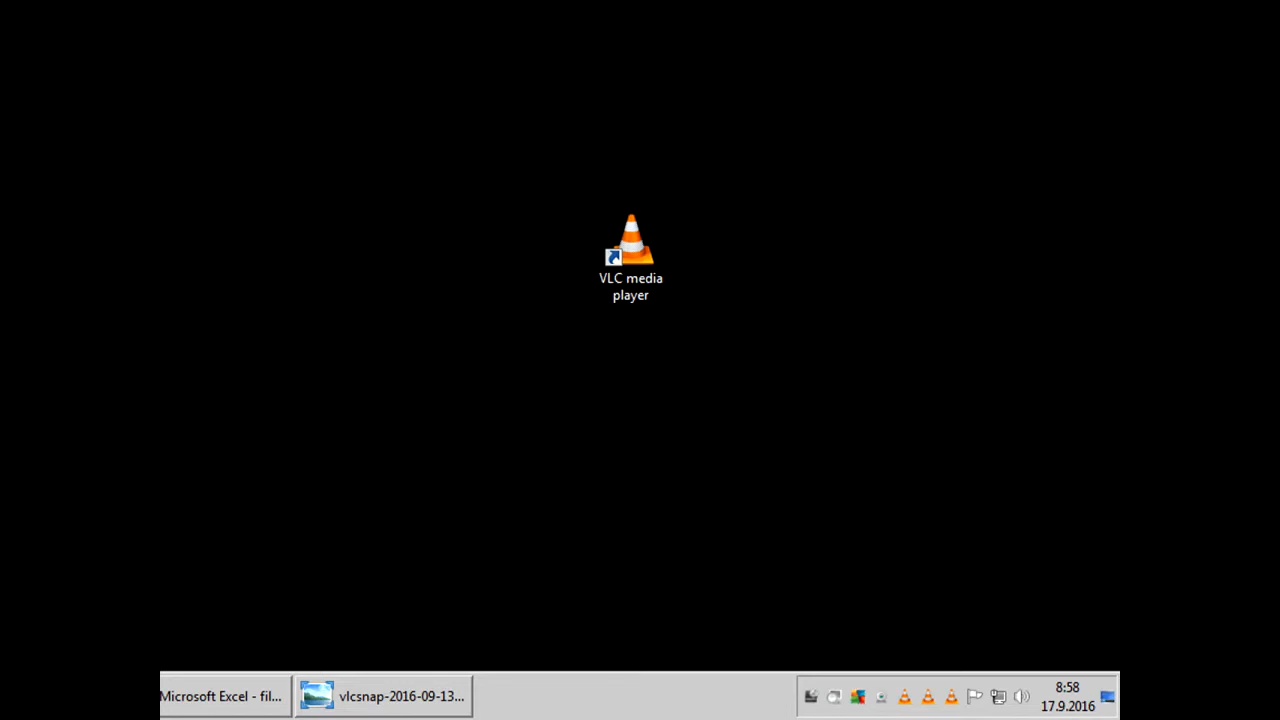 VLC media
player
Microsoft Excel - fil...
vlcsnap-2016-09-13...
8:58
17.9.2016